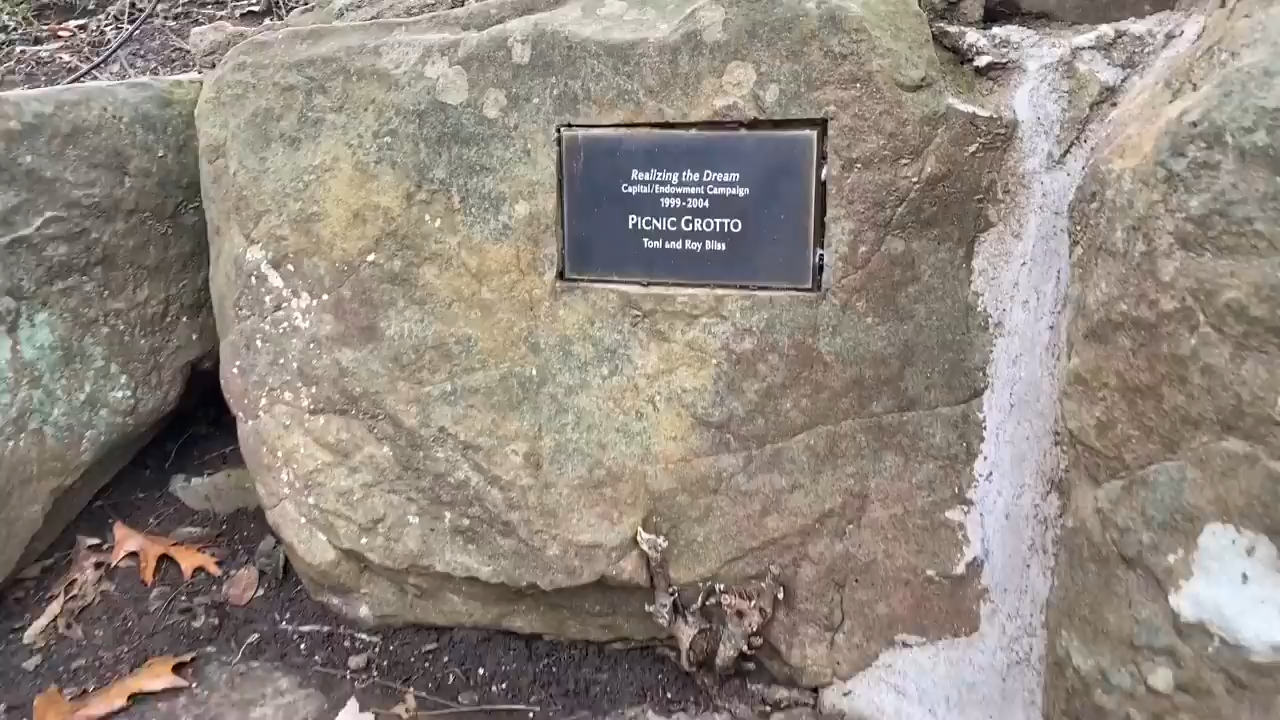 Realizing the Dream
Capital/Endowment Campaign
1999-2004
PICNIC GROTTO
Toni and Roy Bliss